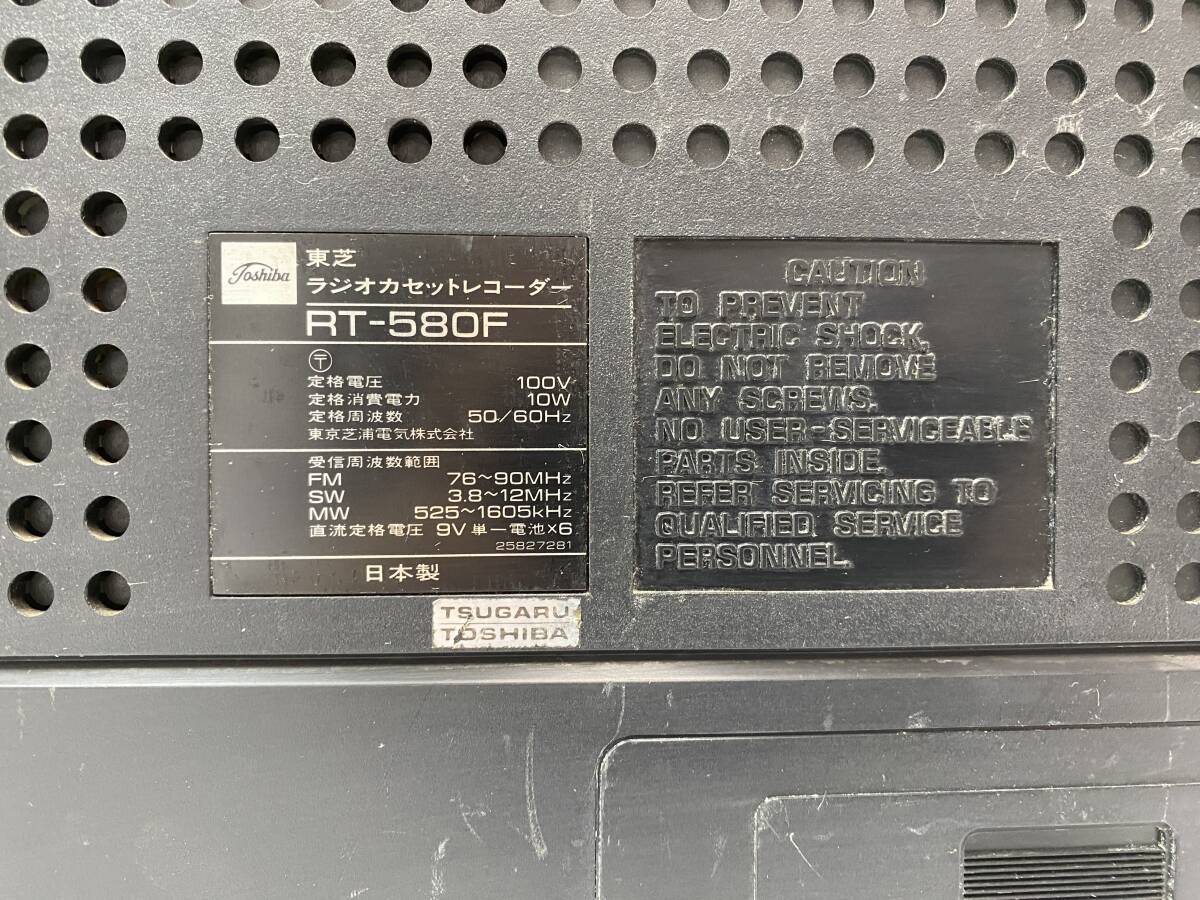 Toshiba
東芝
ラジオカセットレコーダー
RT-580F
〒
定格電圧 100V
定格消費電力 10W
定格周波数 50/60Hz
東京芝浦電気株式会社
受信周波数範囲
FM 76~90MHz
SW 3.8~12MHz
MW 525~1605kHz
直流定格電圧 9V 単一電池×6
25827281
日本製
TSUGARU
TOSHIBA
CAUTION
TO PREVENT
ELECTRIC SHOCK,
DO NOT REMOVE
ANY SCREWS.
NO USER-SERVICEABLE
PARTS INSIDE.
REFER SERVICING TO
QUALIFIED SERVICE
PERSONNEL.